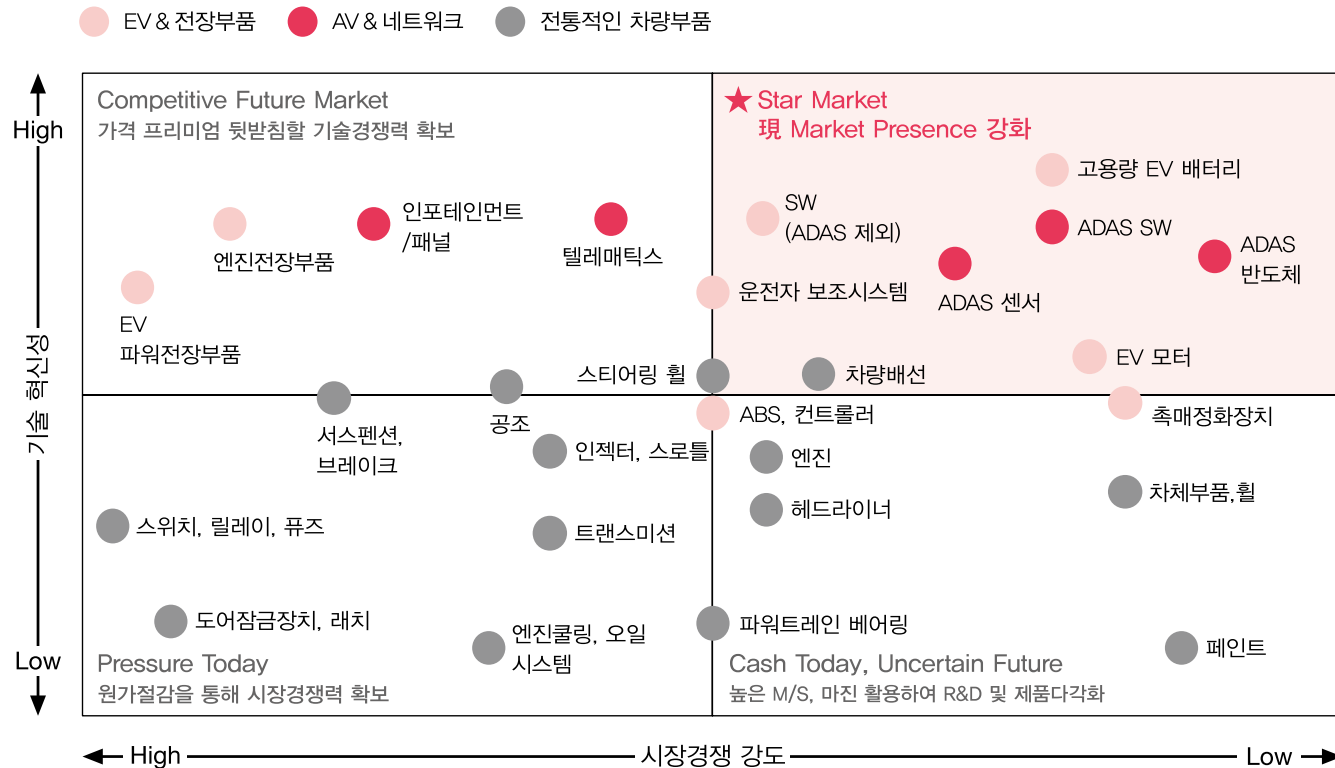 EV & 전장부품
AV & 네트워크
전통적인 차량부품
High
기술 혁신성
Low
Competitive Future Market
가격 프리미엄 뒷받침할 기술경쟁력 확보
엔진전장부품
인포테인먼트
/패널
텔레매틱스
EV
파워전장부품
★ Star Market
現 Market Presence 강화
고용량 EV 배터리
SW
(ADAS 제외)
ADAS SW
ADAS
반도체
ADAS 센서
운전자 보조시스템
EV 모터
스티어링 휠
차량배선
서스펜션,
브레이크
공조
인젝터, 스로틀
스위치, 릴레이, 퓨즈
트랜스미션
도어잠금장치, 래치
엔진쿨링, 오일
시스템
Pressure Today
원가절감을 통해 시장경쟁력 확보
ABS, 컨트롤러
촉매정화장치
엔진
헤드라이너
차체부품,휠
파워트레인 베어링
페인트
Cash Today, Uncertain Future
높은 M/S, 마진 활용하여 R&D 및 제품다각화
High
시장경쟁 강도
Low